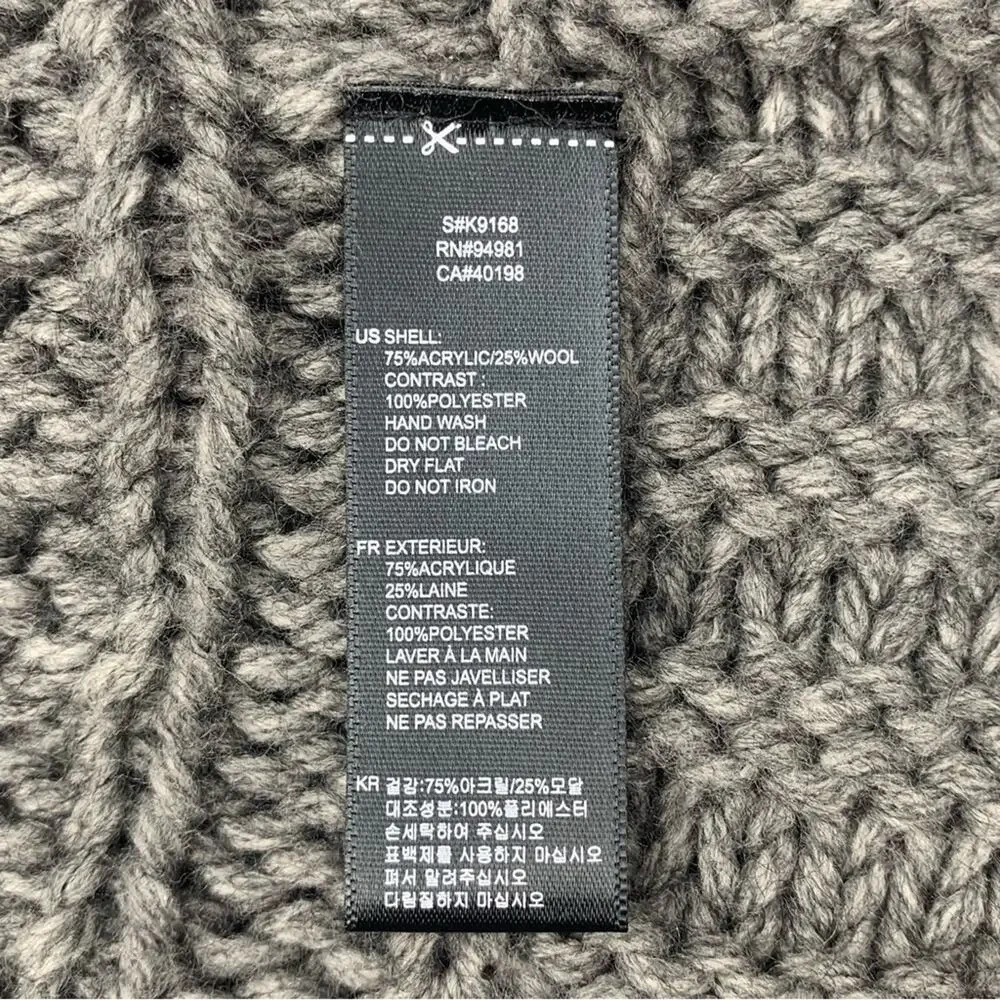 S#K9168
RN#94981
CA#40198
US SHELL:
75%ACRYLIC/25%WOOL
CONTRAST :
100%POLYESTER
HAND WASH
DO NOT BLEACH
DRY FLAT
DO NOT IRON
FR EXTERIEUR:
75%ACRYLIQUE
25%LAINE
CONTRASTE:
100%POLYESTER
LAVER À LA MAIN
NE PAS JAVELLISER
SECHAGE À PLAT
NE PAS REPASSER
KR 겉감:75%아크릴/25%모달
대조성분:100%폴리에스터
손세탁하여 주십시오
표백제를 사용하지 마십시오
펴서 말려주십시오
다림질하지 마십시오